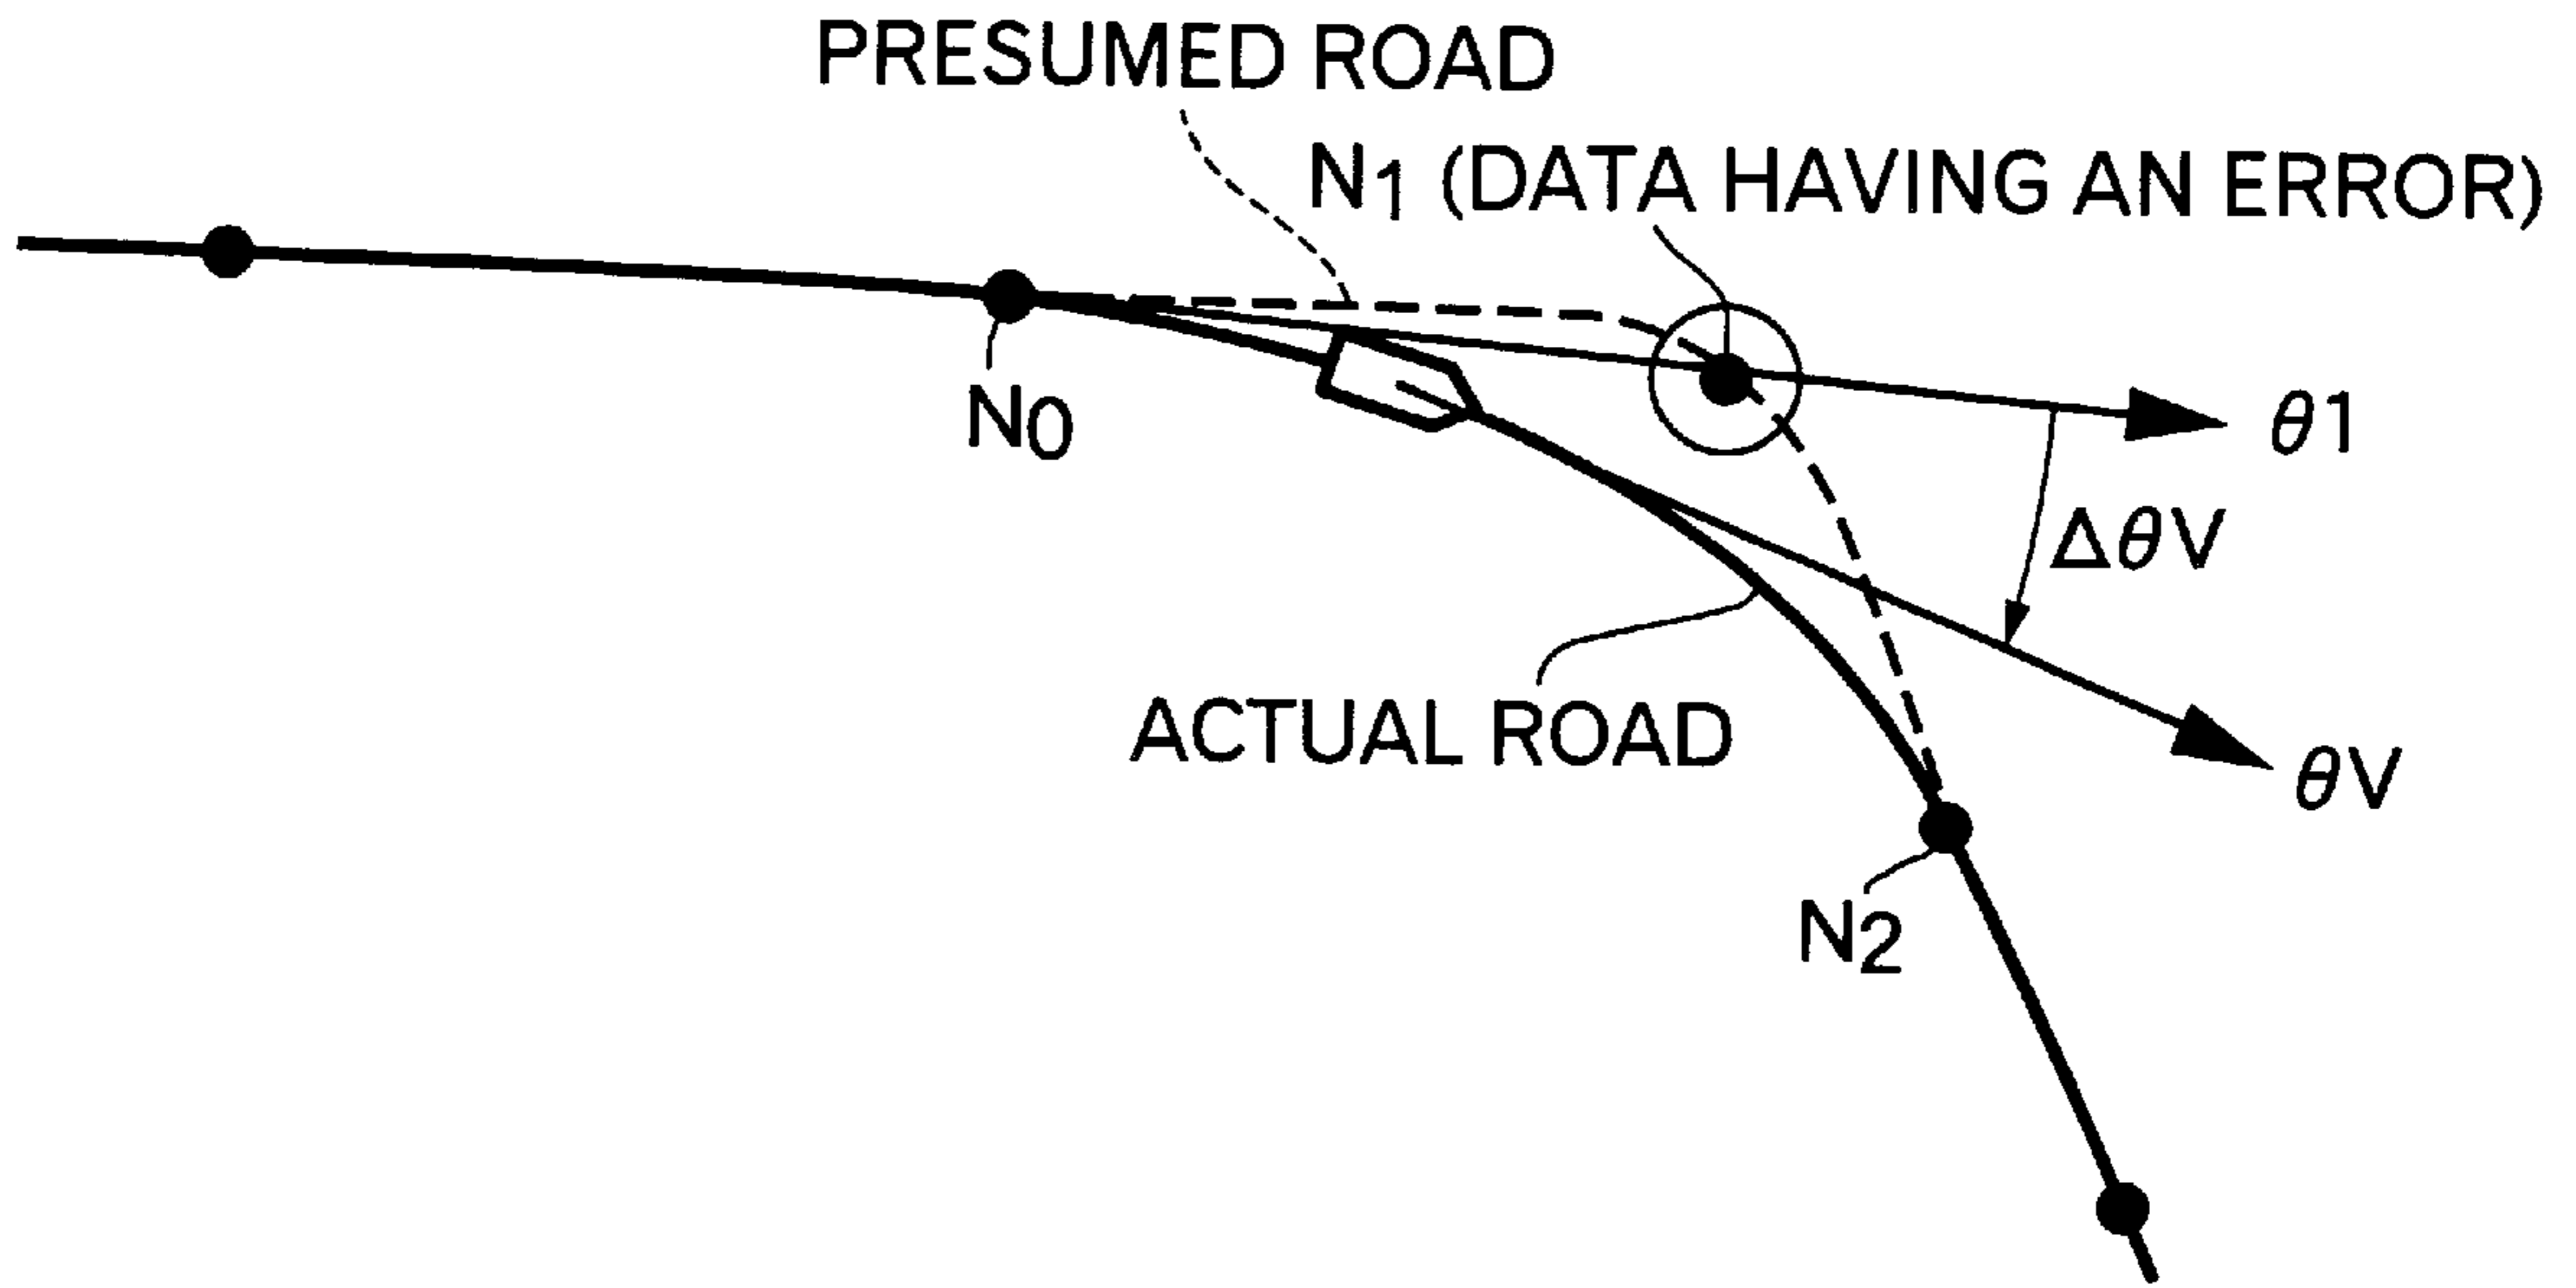 PRESUMED ROAD
N1 (DATA HAVING AN ERROR)
N0
θ1
ΔθV
ACTUAL ROAD
θV
N2